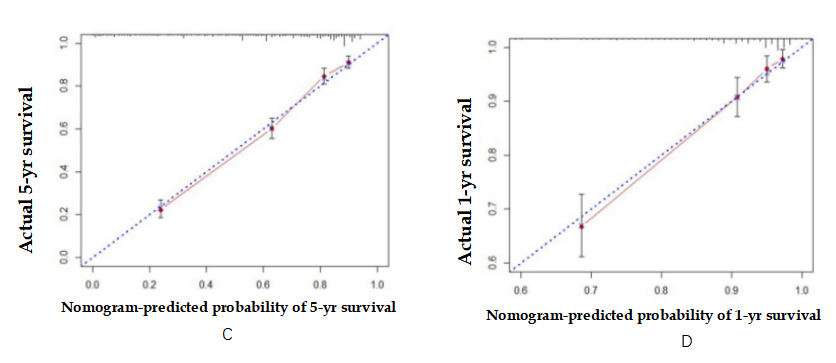 Actual 5-yr survival
1.0
0.8
0.6
0.4
0.2
0.0
0.0 0.2 0.4 0.6 0.8 1.0
Nomogram-predicted probability of 5-yr survival
C
Actual 1-yr survival
1.0
0.9
0.8
0.7
0.6
0.6 0.7 0.8 0.9 1.0
Nomogram-predicted probability of 1-yr survival
D